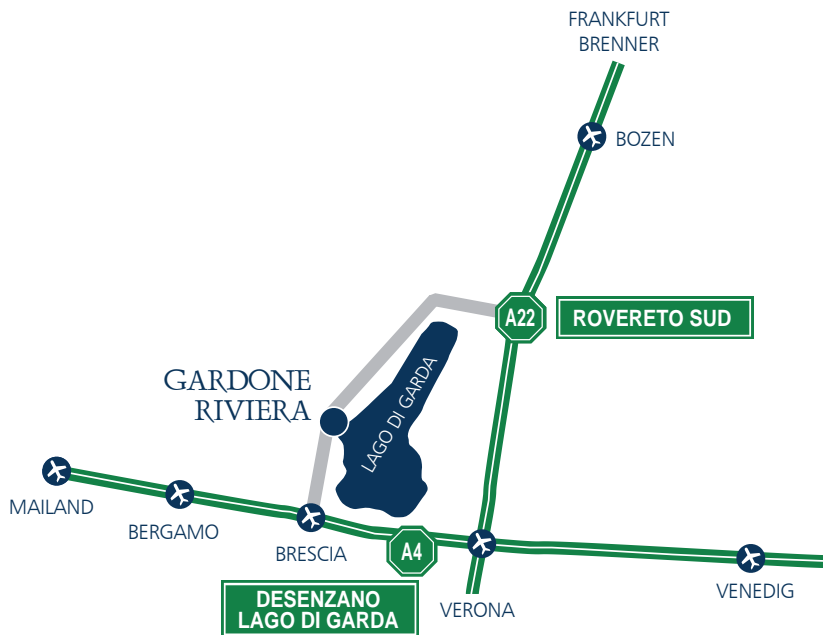 FRANKFURT
BRENNER
BOZEN
A22
ROVERETO SUD
GARDONE
RIVIERA
LAGO DI GARDA
MAILAND
BERGAMO
BRESCIA
A4
DESENZANO
LAGO DI GARDA
VERONA
VENEDIG